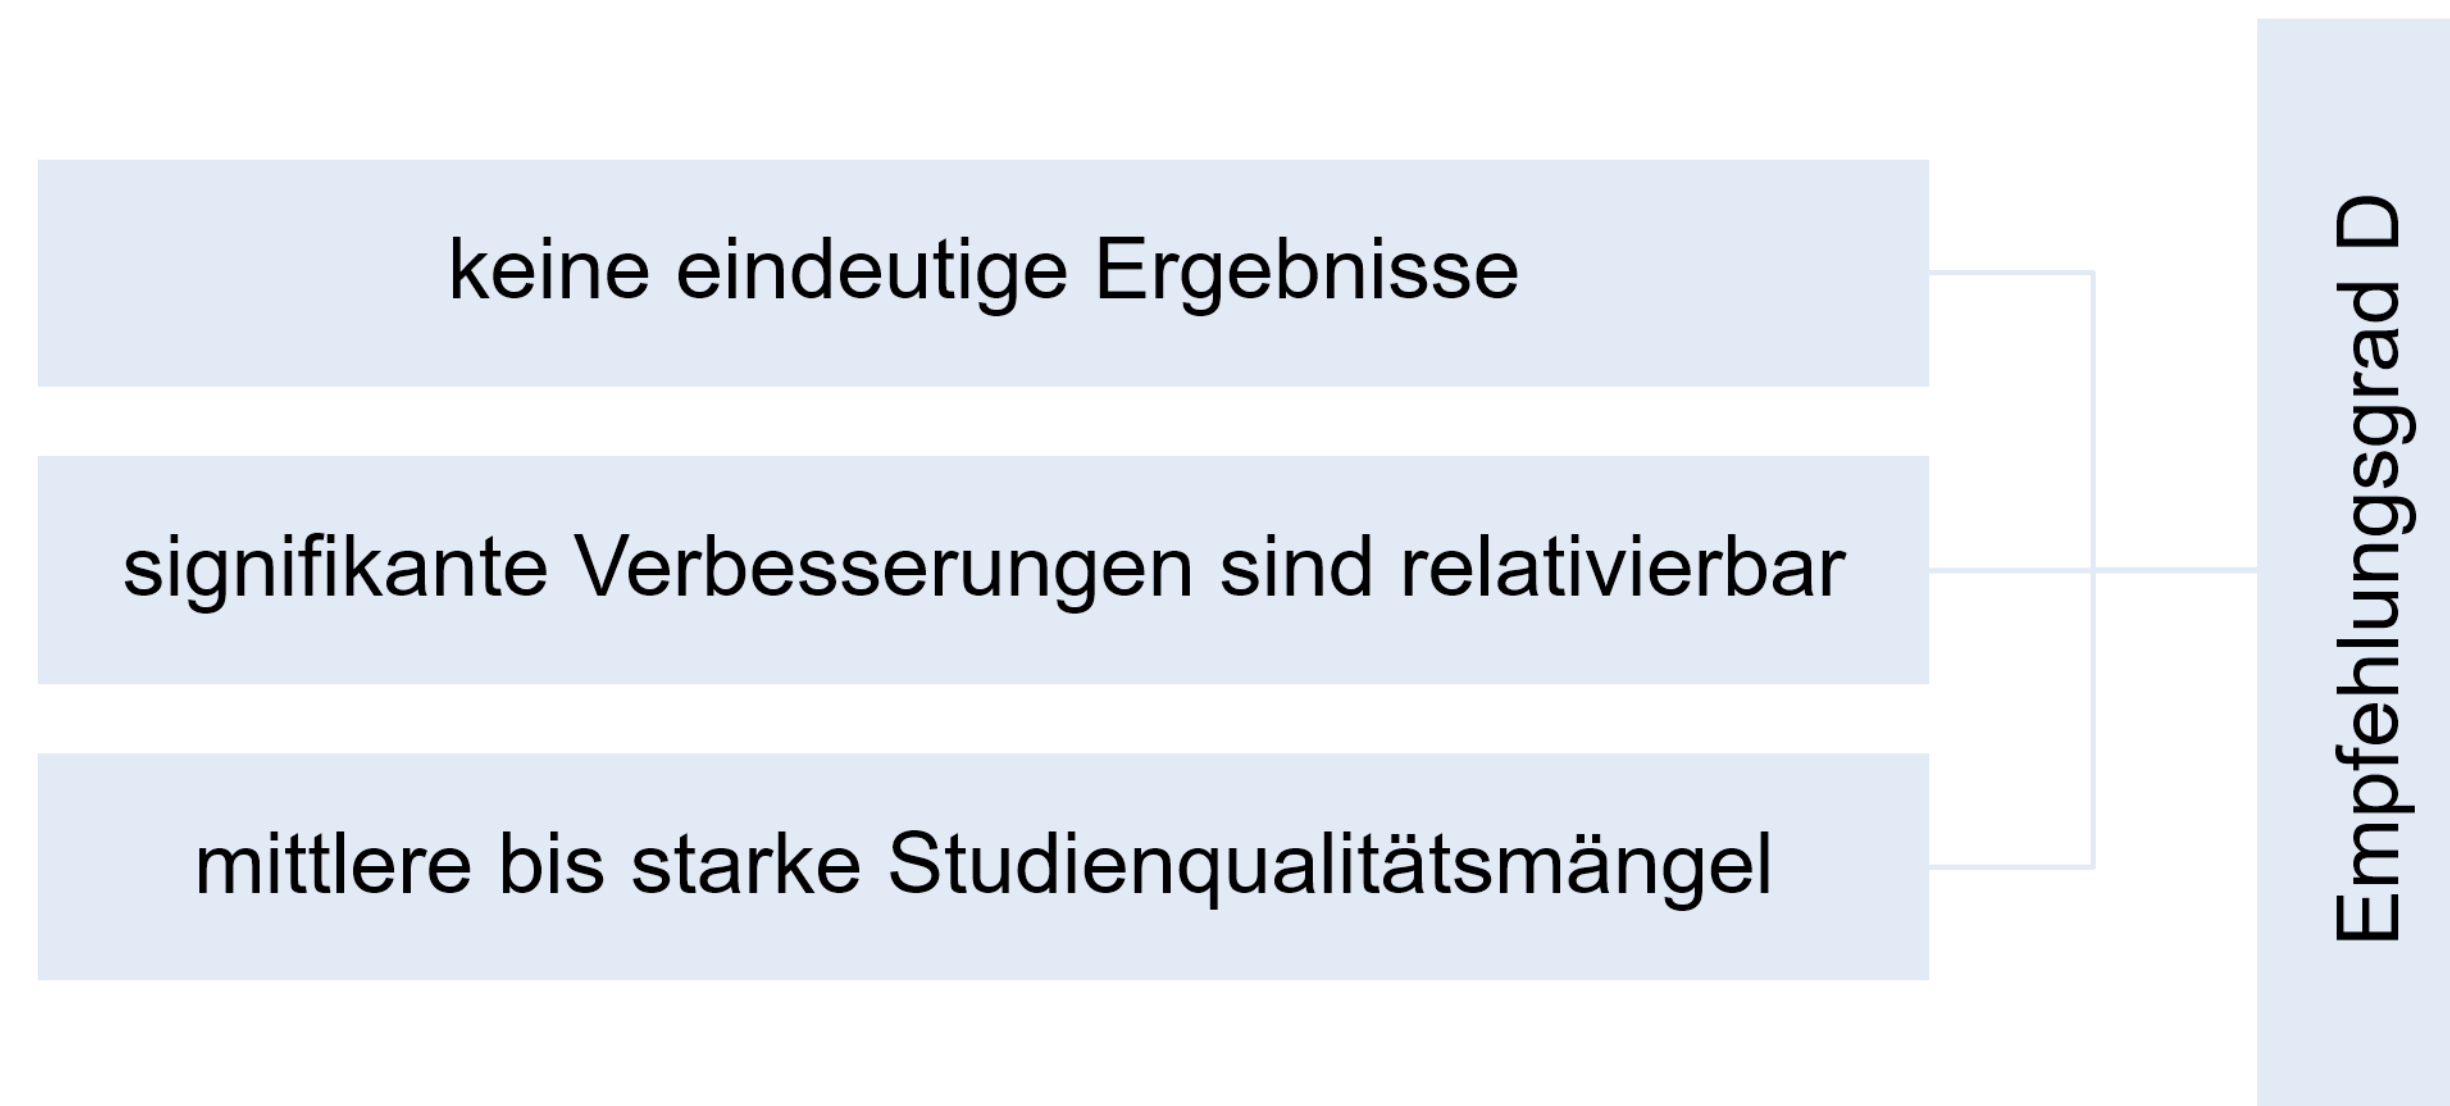 keine eindeutige Ergebnisse
signifikante Verbesserungen sind relativierbar
mittlere bis starke Studienqualitätsmängel
Empfehlungsgrad D